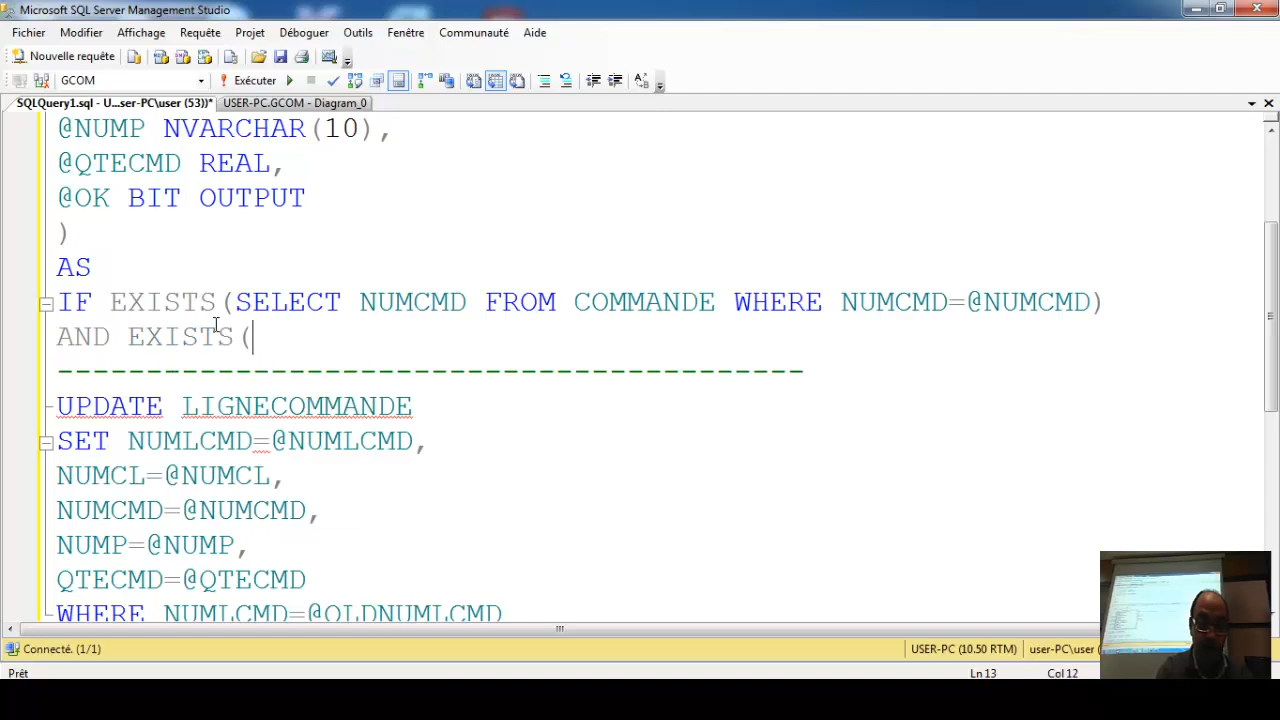 Microsoft SQL Server Management Studio
Fichier Modifier Affichage Requête Projet Déboguer Outils Fenêtre Communauté Aide
Nouvelle requête
GCOM Exécuter
SQLQuery1.sql - U...ser-PC\user (53))* USER-PC.GCOM - Diagram_0
@NUMP NVARCHAR(10),
@QTECMD REAL,
@OK BIT OUTPUT
)
AS
IF EXISTS(SELECT NUMCMD FROM COMMANDE WHERE NUMCMD=@NUMCMD)
AND EXISTS(
------------------------------------------
UPDATE LIGNECOMMANDE
SET NUMLCMD=@NUMLCMD,
NUMCL=@NUMCL,
NUMCMD=@NUMCMD,
NUMP=@NUMP,
QTECMD=@QTECMD
WHERE NUMLCMD=@OLDNUMLCMD
Connecté. (1/1) USER-PC (10.50 RTM) user-PC\user (
Prêt Ln 13 Col 12